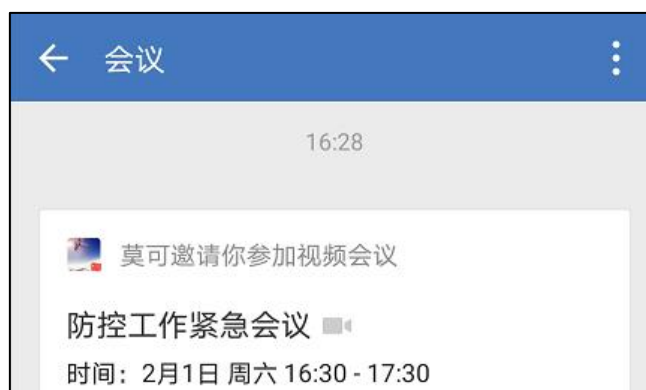 会议
16:28
莫可邀请你参加视频会议
防控工作紧急会议
时间：2月1日 周六 16:30 - 17:30